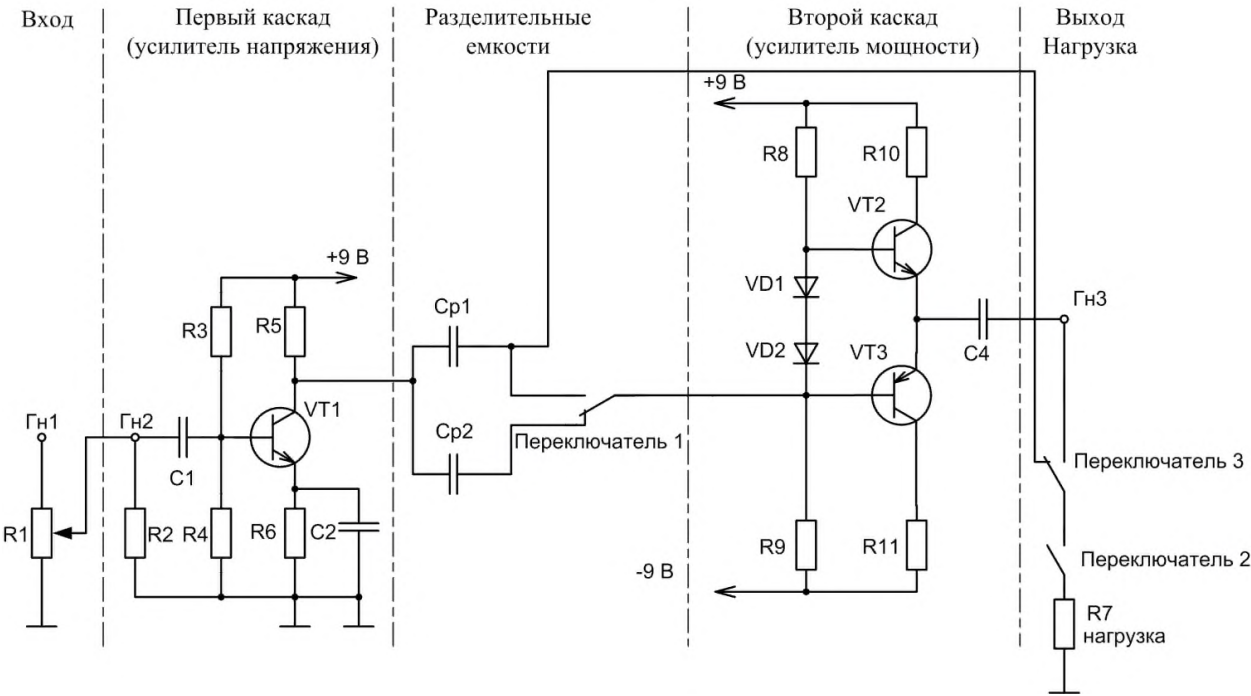 Вход
Первый каскад
(усилитель напряжения)
Разделительные
емкости
Второй каскад
(усилитель мощности)
Выход
Нагрузка
+9 В
R8
R10
VT2
+9 В
VD1
Гн3
R3
R5
Cp1
VD2
VT3
C4
Гн1
Гн2
VT1
Cp2
Переключатель 1
C1
Переключатель 3
R1
R2
R4
R6
C2
R9
R11
Переключатель 2
-9 В
R7
нагрузка